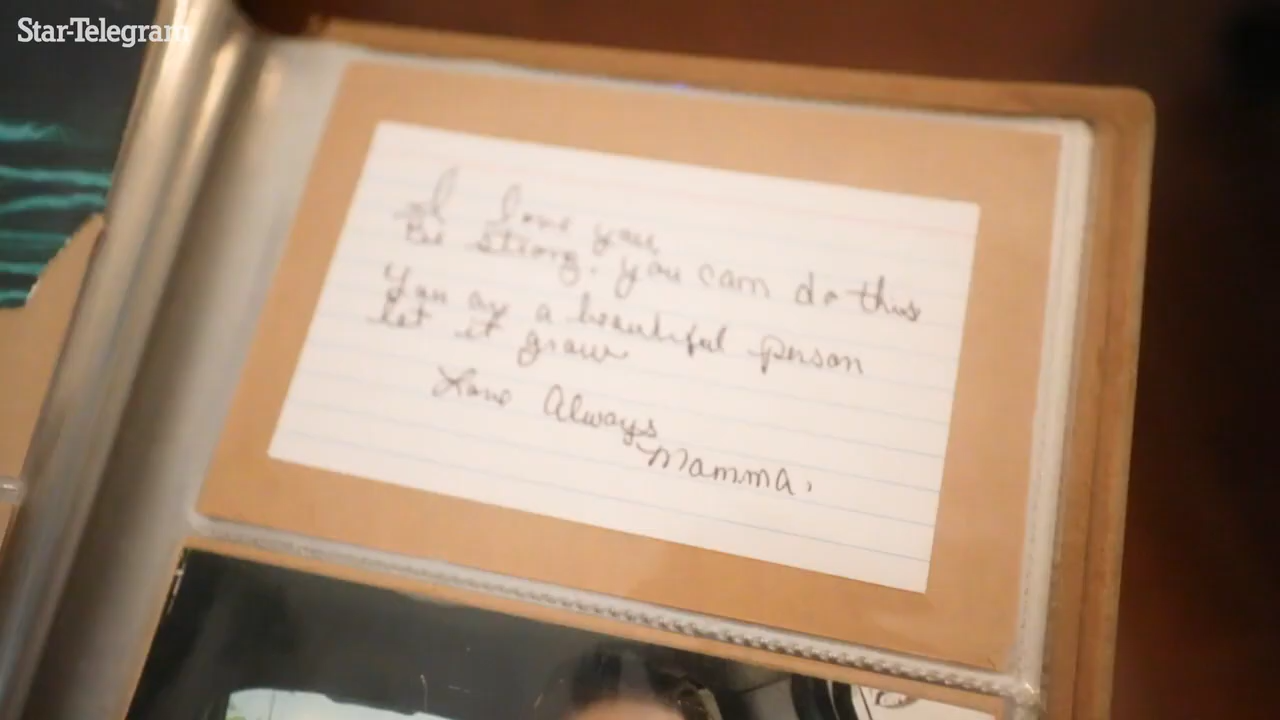 Star-Telegram
I love you
Be strong. you can do this
You are a beautiful person
let it grow
Love Always
Mamma.